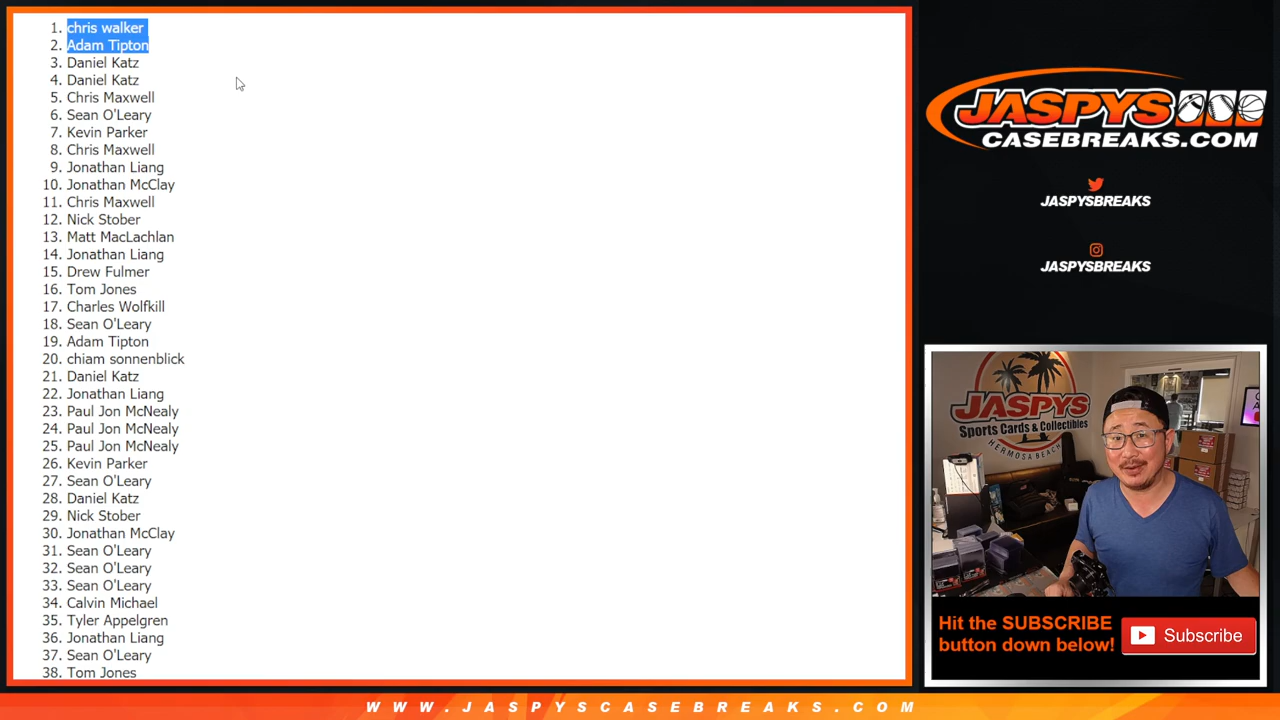 1. chris walker
2. Adam Tipton
3. Daniel Katz
4. Daniel Katz
5. Chris Maxwell
6. Sean O'Leary
7. Kevin Parker
8. Chris Maxwell
9. Jonathan Liang
10. Jonathan McClay
11. Chris Maxwell
12. Nick Stober
13. Matt MacLachlan
14. Jonathan Liang
15. Drew Fulmer
16. Tom Jones
17. Charles Wolfkill
18. Sean O'Leary
19. Adam Tipton
20. chiam sonnenblick
21. Daniel Katz
22. Jonathan Liang
23. Paul Jon McNealy
24. Paul Jon McNealy
25. Paul Jon McNealy
26. Kevin Parker
27. Sean O'Leary
28. Daniel Katz
29. Nick Stober
30. Jonathan McClay
31. Sean O'Leary
32. Sean O'Leary
33. Sean O'Leary
34. Calvin Michael
35. Tyler Appelgren
36. Jonathan Liang
37. Sean O'Leary
38. Tom Jones
JASPYS
CASEBREAKS.COM
JASPYSBREAKS
JASPYSBREAKS
JASPYS
Sports Cards & Collectibles
HERMOSA BEACH
Hit the SUBSCRIBE
button down below!
Subscribe
WWW.JASPYSCASEBREAKS.COM